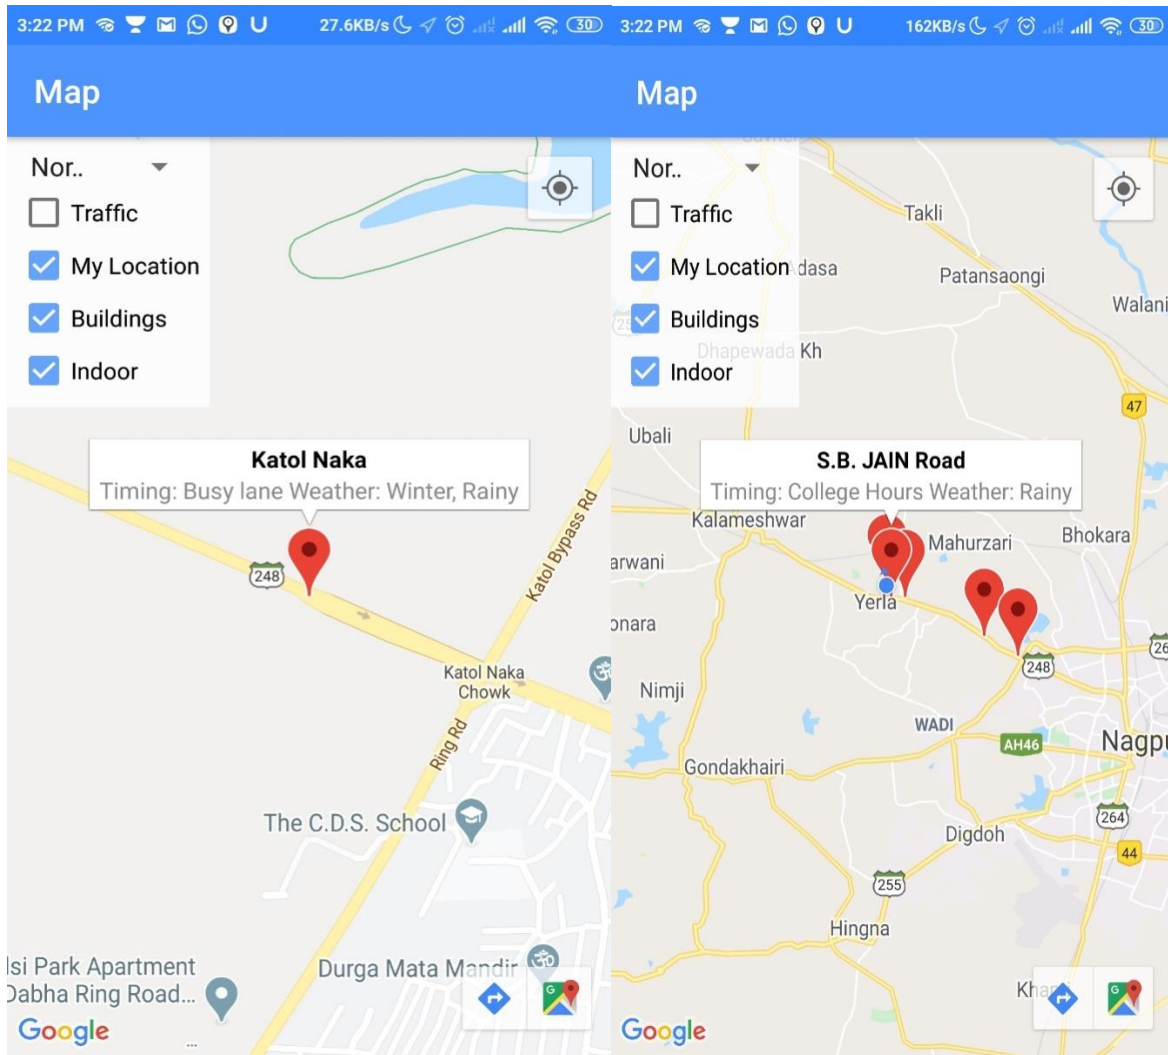 3:22 PM
27.6KB/s
30
Map
Nor..
Traffic
My Location
Buildings
Indoor
Katol Naka
Timing: Busy lane Weather: Winter, Rainy
248
Katol Bypass Rd
Katol Naka
Chowk
Ring Rd
The C.D.S. School
Durga Mata Mandir
lsi Park Apartment
Dabha Ring Road...
Google
3:22 PM
162KB/s
30
Map
Nor..
Traffic
My Location
Buildings
Indoor
Takli
Adasa
Patansaongi
Walani
Dhapewada Kh
47
Ubali
S.B. JAIN Road
Timing: College Hours Weather: Rainy
Kalameshwar
Mahurzari
Bhokara
arwani
Yerla
onara
26
248
Nimji
WADI
AH46
Nagpu
Gondakhairi
264
Digdoh
44
255
Hingna
Google